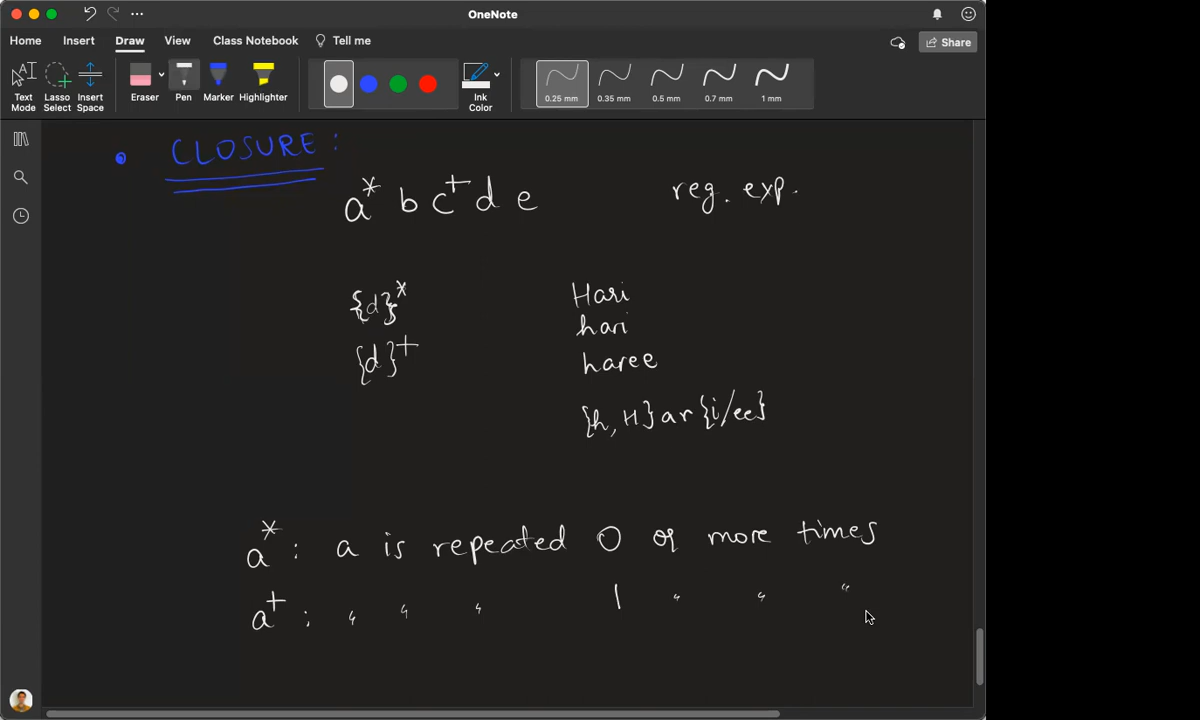 OneNote
Home Insert Draw View Class Notebook Tell me Share
Text Mode Lasso Select Insert Space Eraser Pen Marker Highlighter Ink Color 0.25 mm 0.35 mm 0.5 mm 0.7 mm 1 mm
• CLOSURE :
a* b c+ d e reg. exp.
{d}* Hari
hari
{d}+ haree
{h, H} ar {i/ee}
a* : a is repeated 0 or more times
a+ : " " " 1 " " "